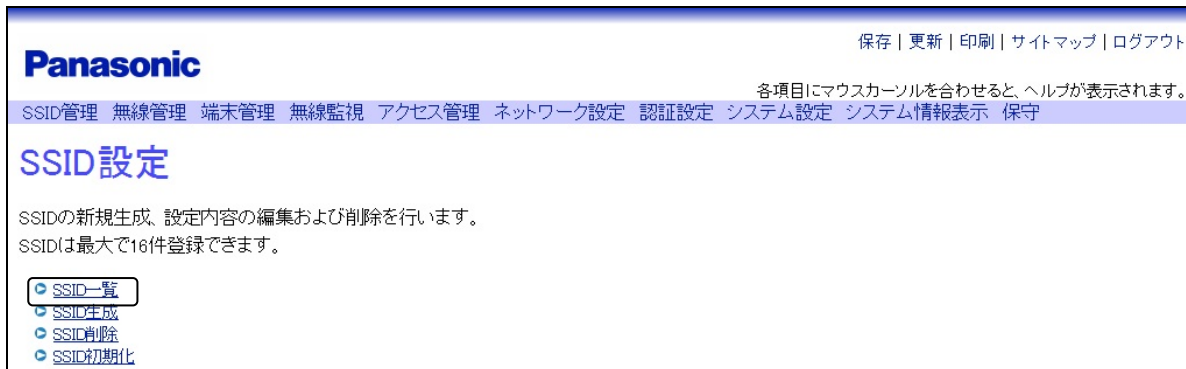 保存 | 更新 | 印刷 | サイトマップ | ログアウト
Panasonic
各項目にマウスカーソルを合わせると、ヘルプが表示されます。
SSID管理 無線管理 端末管理 無線監視 アクセス管理 ネットワーク設定 認証設定 システム設定 システム情報表示 保守
SSID設定
SSIDの新規生成、設定内容の編集および削除を行います。
SSIDは最大で16件登録できます。
SSID一覧
SSID生成
SSID削除
SSID初期化